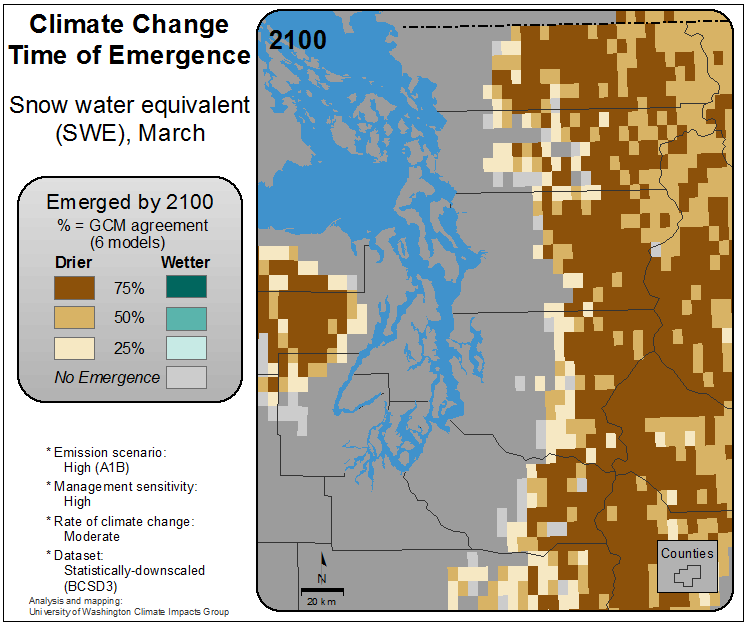 Climate Change
Time of Emergence
Snow water equivalent
(SWE), March
Emerged by 2100
% = GCM agreement
(6 models)
Drier Wetter
75%
50%
25%
No Emergence
* Emission scenario:
High (A1B)
* Management sensitivity:
High
* Rate of climate change:
Moderate
* Dataset:
Statistically-downscaled
(BCSD3)
Analysis and mapping:
University of Washington Climate Impacts Group
2100
N
20 km
Counties